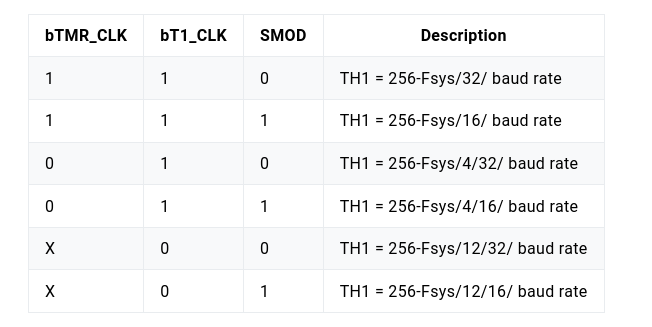 bTMR_CLK bT1_CLK SMOD Description
1 1 0 TH1 = 256-Fsys/32/ baud rate
1 1 1 TH1 = 256-Fsys/16/ baud rate
0 1 0 TH1 = 256-Fsys/4/32/ baud rate
0 1 1 TH1 = 256-Fsys/4/16/ baud rate
X 0 0 TH1 = 256-Fsys/12/32/ baud rate
X 0 1 TH1 = 256-Fsys/12/16/ baud rate